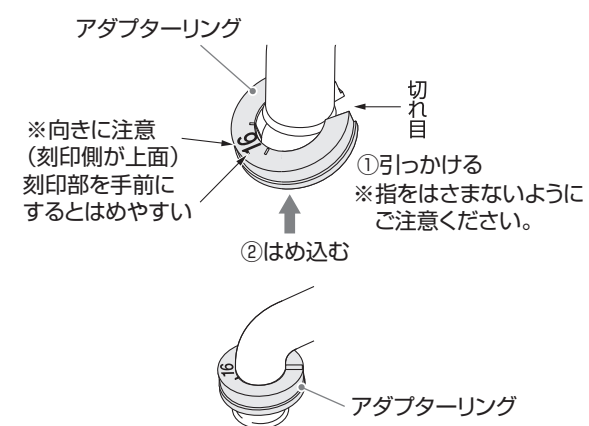 アダプターリング
切れ目
※向きに注意
（刻印側が上面）
刻印部を手前に
するとはめやすい
16
①引っかける
※指をはさまないように
ご注意ください。
②はめ込む
16
アダプターリング